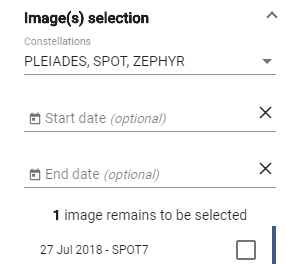 Image(s) selection
Constellations
PLEIADES, SPOT, ZEPHYR
Start date (optional)
End date (optional)
1 image remains to be selected
27 Jul 2018 - SPOT7